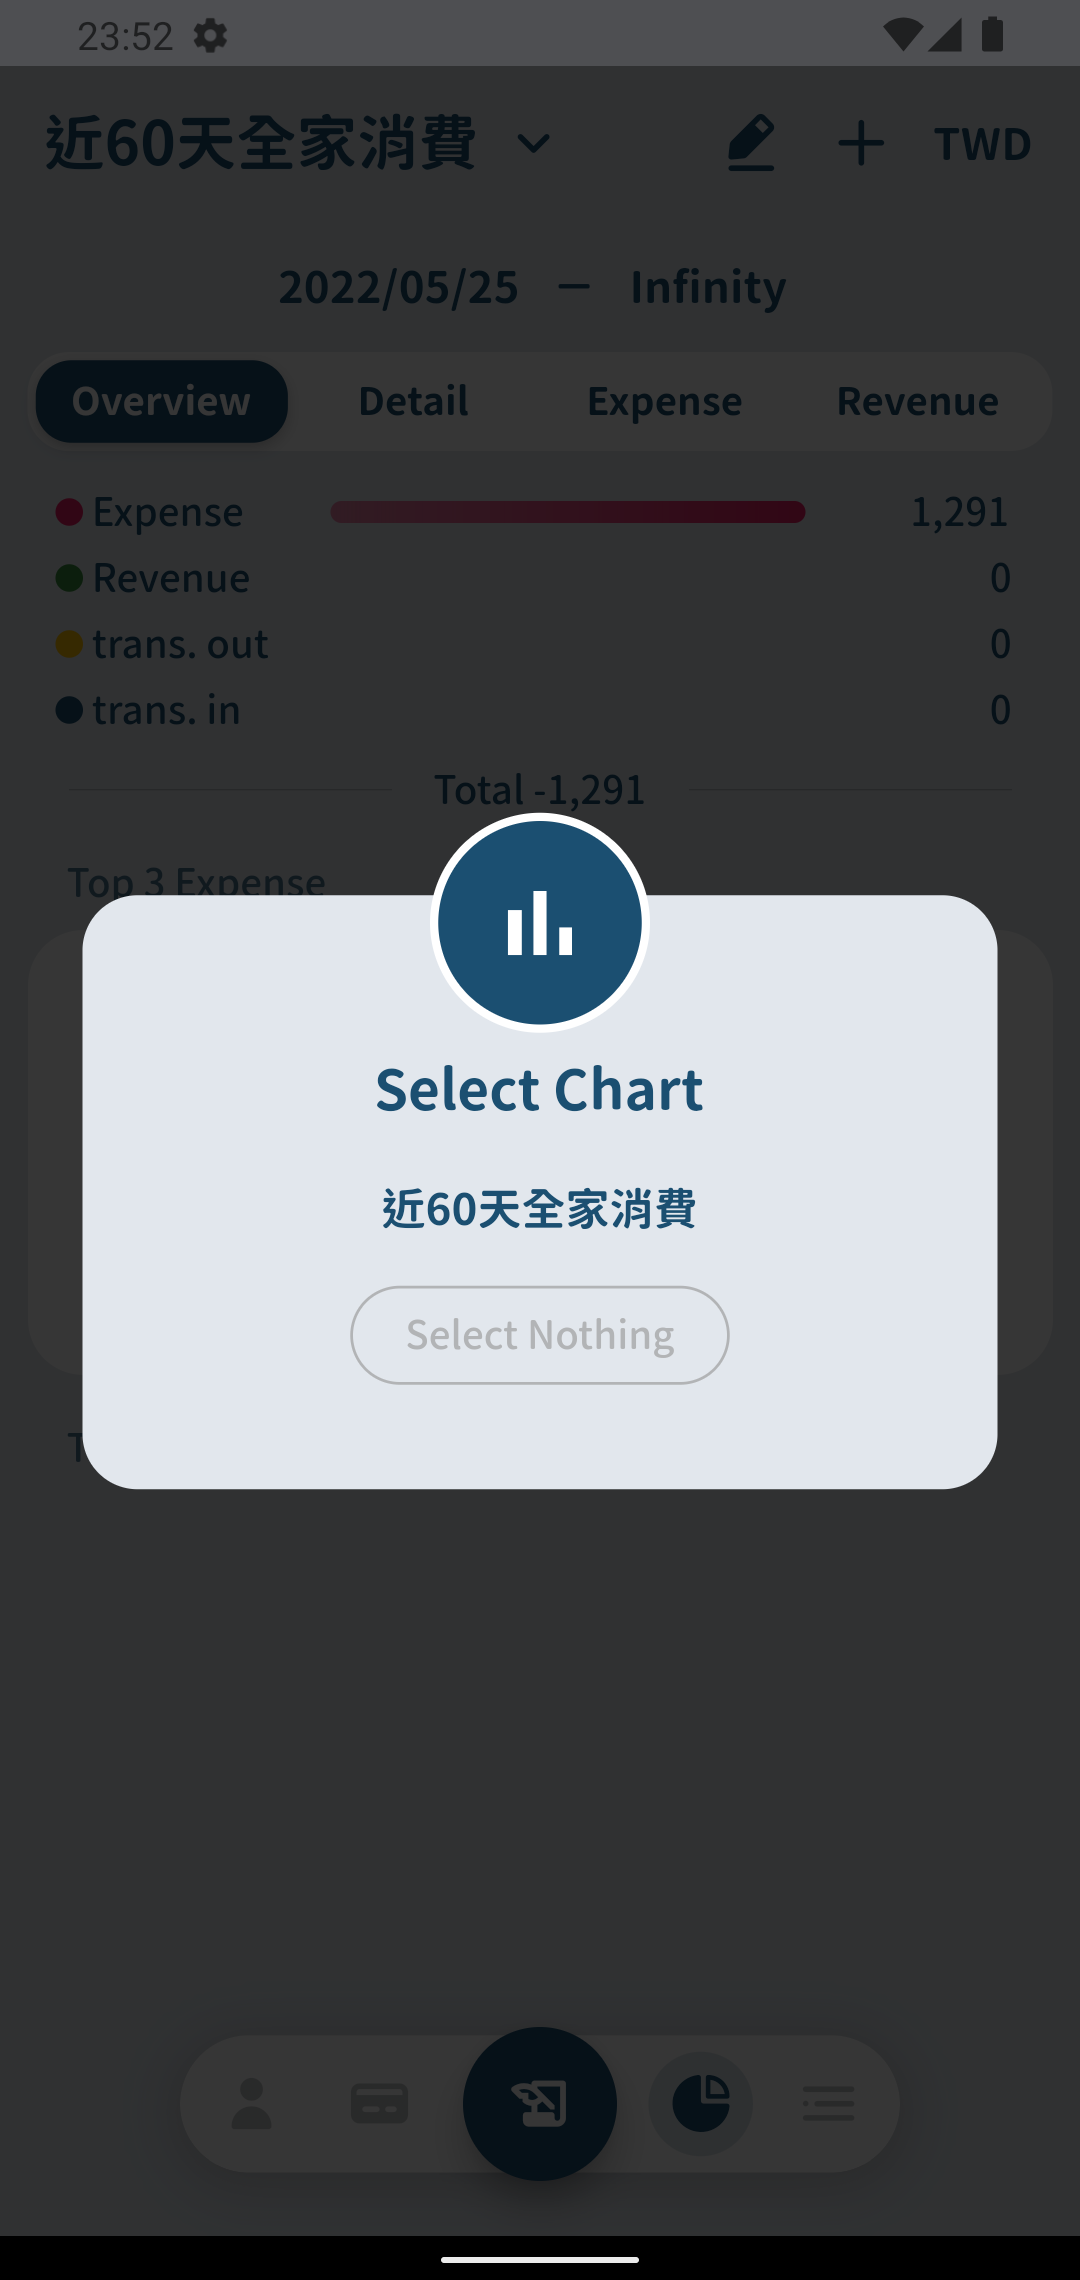 23:52
近60天全家消費
TWD
2022/05/25 — Infinity
Overview Detail Expense Revenue
Expense 1,291
Revenue 0
trans. out 0
trans. in 0
Total -1,291
Top 3 Expense
Select Chart
近60天全家消費
Select Nothing